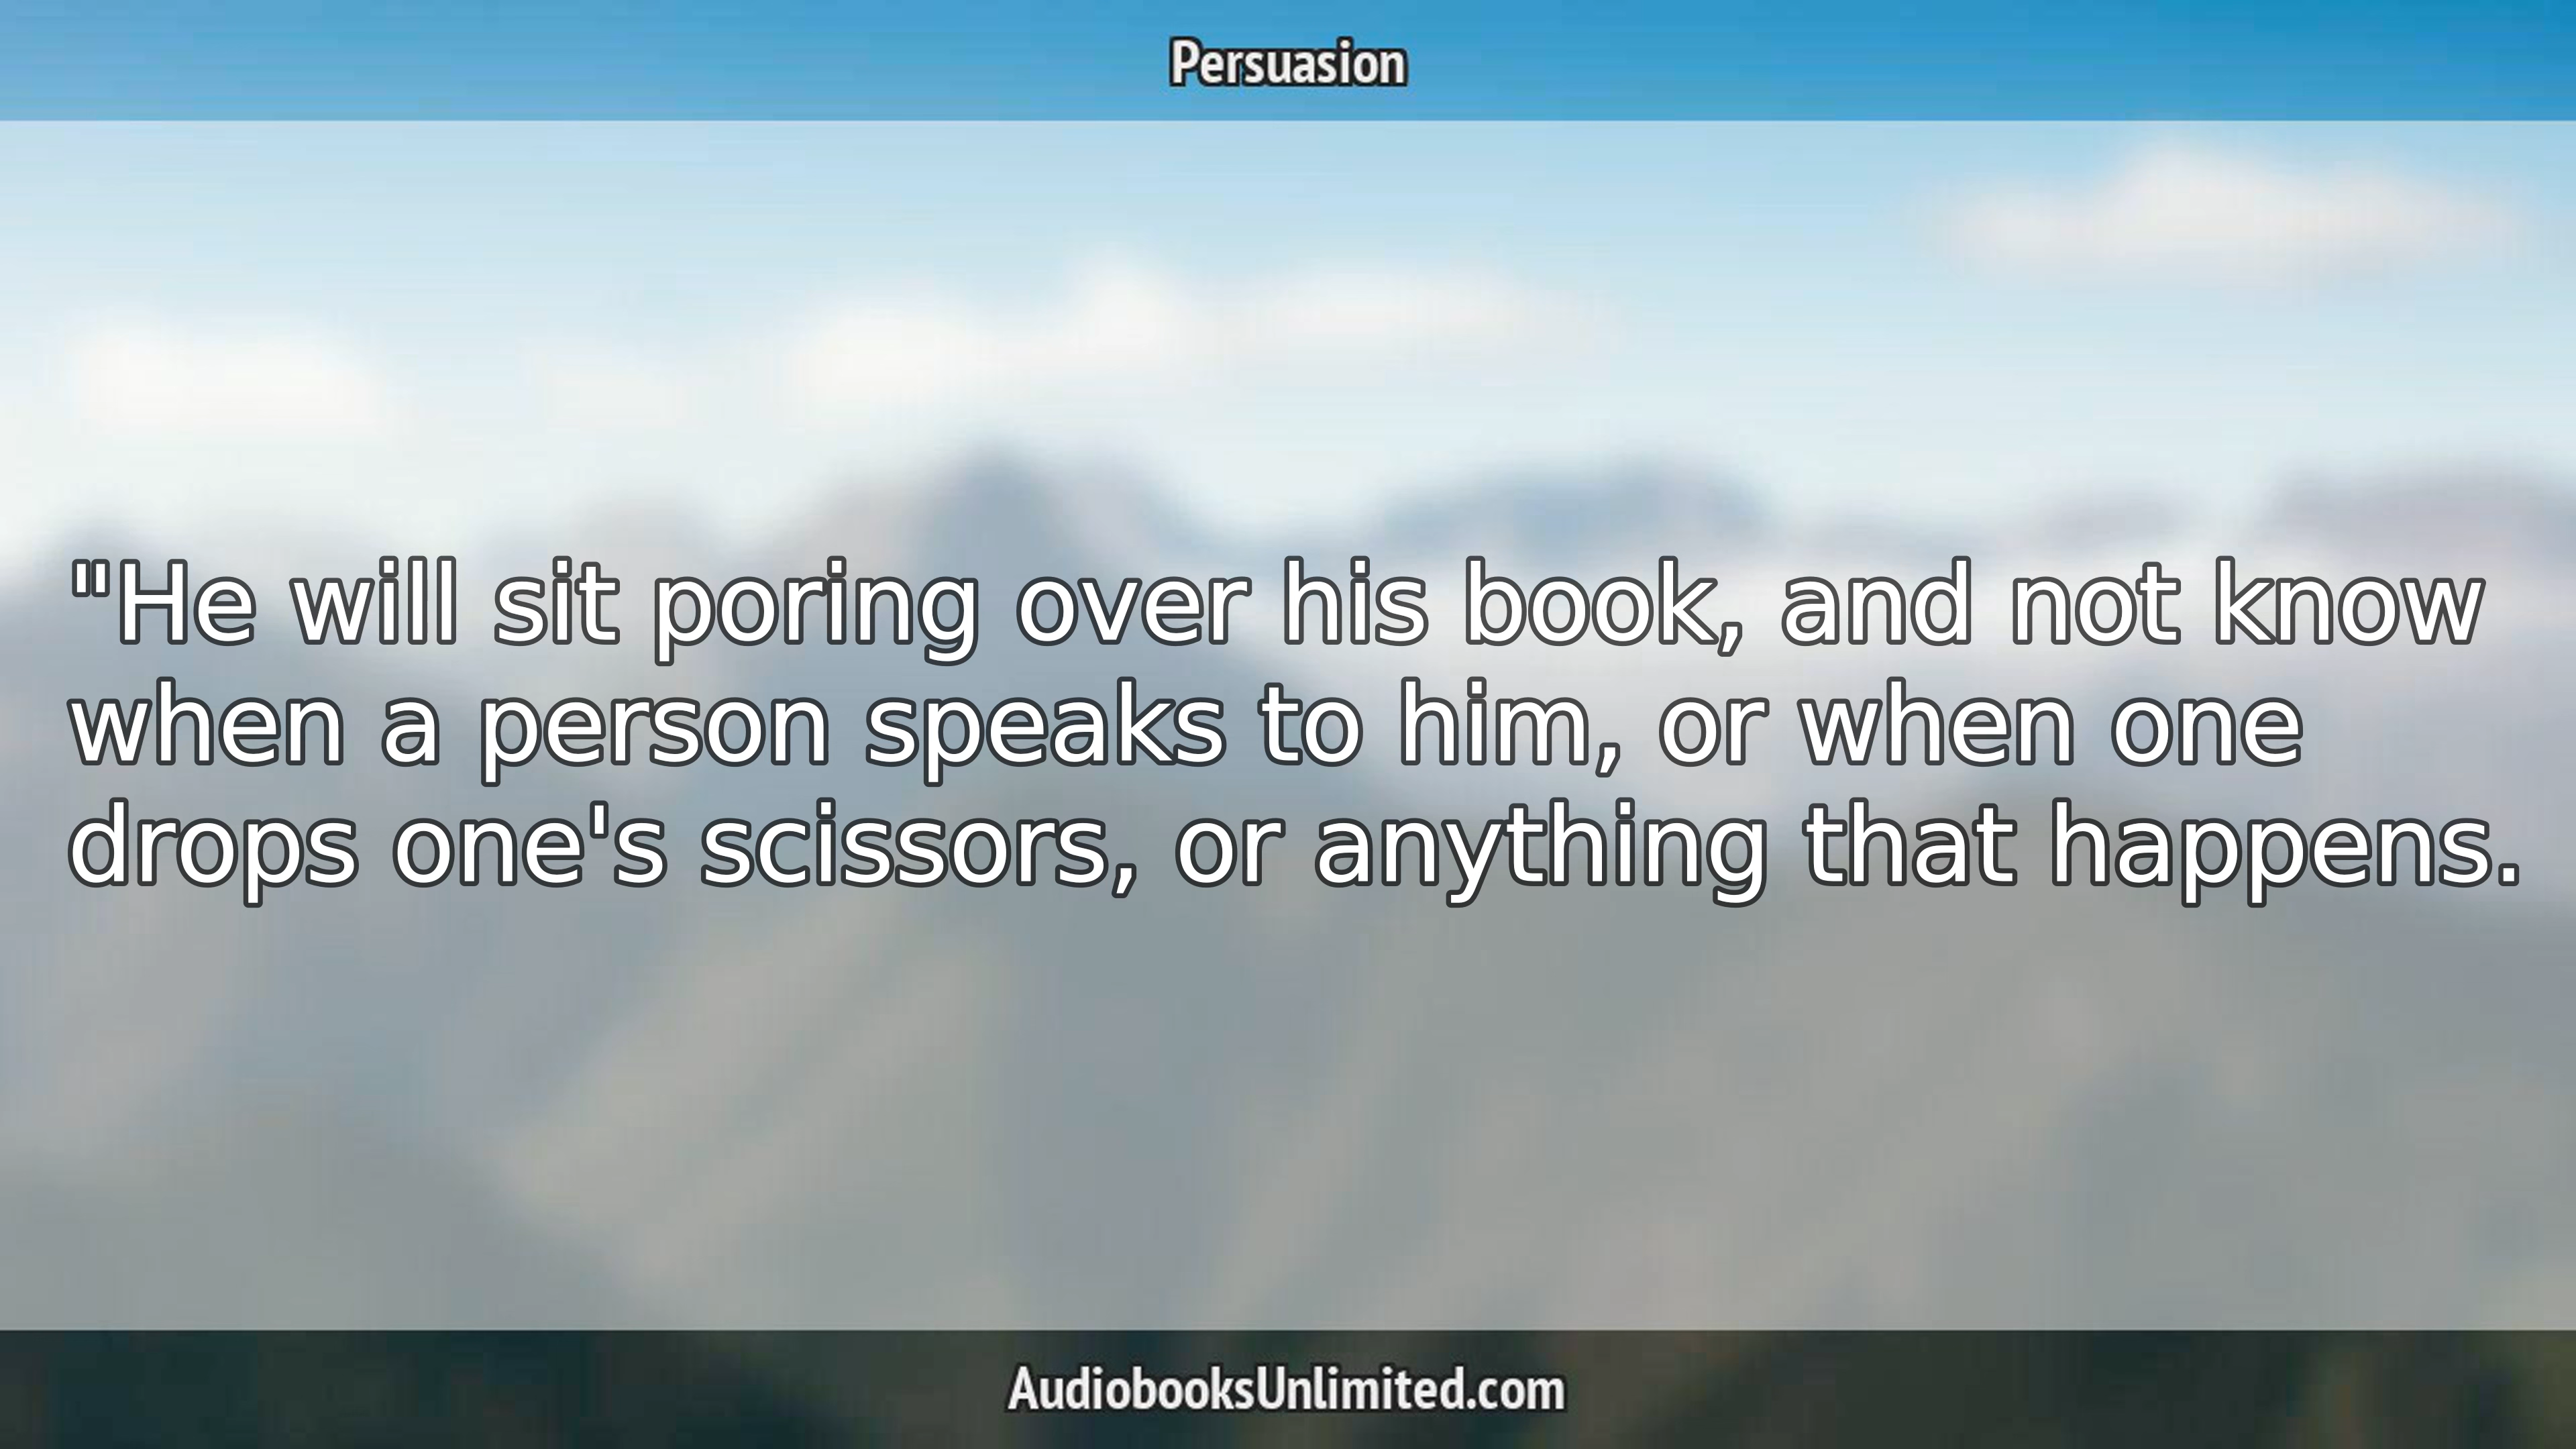 Persuasion
"He will sit poring over his book, and not know
when a person speaks to him, or when one
drops one's scissors, or anything that happens.
AudiobooksUnlimited.com